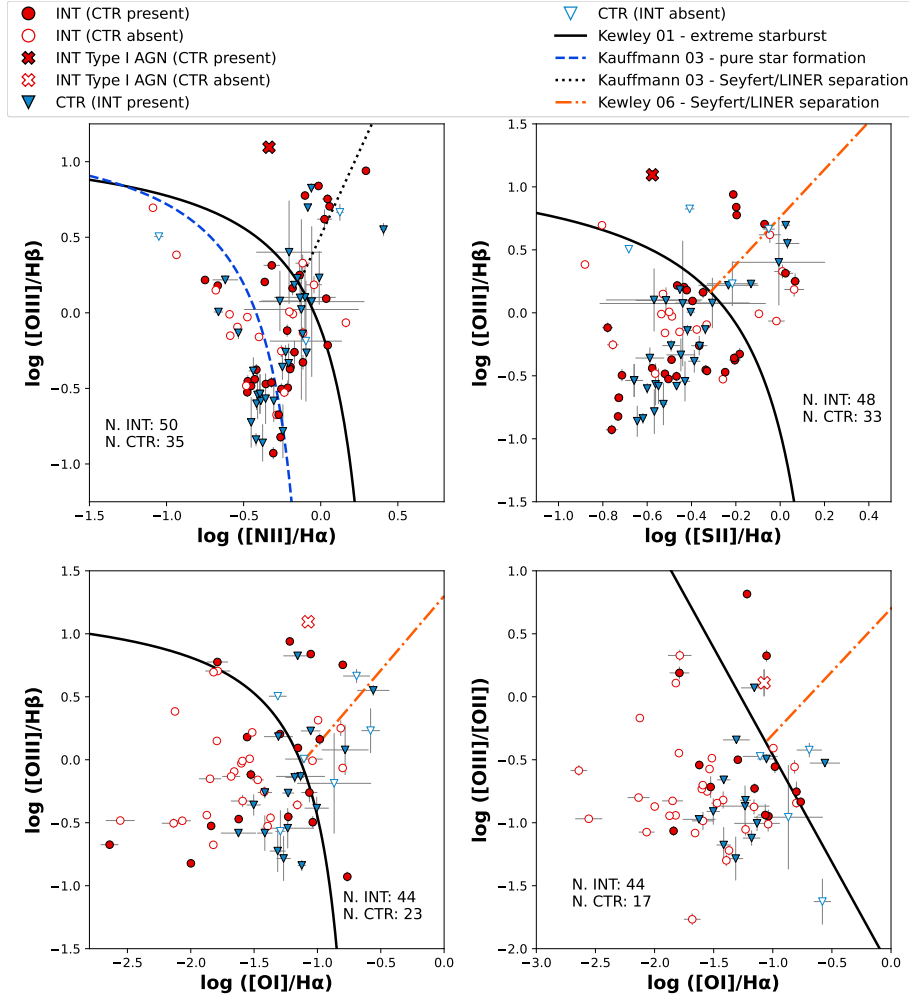 INT (CTR present)
INT (CTR absent)
INT Type I AGN (CTR present)
INT Type I AGN (CTR absent)
CTR (INT present)
CTR (INT absent)
Kewley 01 - extreme starburst
Kauffmann 03 - pure star formation
Kauffmann 03 - Seyfert/LINER separation
Kewley 06 - Seyfert/LINER separation
1.0
0.5
0.0
−0.5
−1.0
log ([OIII]/Hβ)
N. INT: 50
N. CTR: 35
−1.5 −1.0 −0.5 0.0 0.5
log ([NII]/Hα)
1.5
1.0
0.5
0.0
−0.5
−1.0
−1.5
log ([OIII]/Hβ)
N. INT: 48
N. CTR: 33
−1.0 −0.8 −0.6 −0.4 −0.2 0.0 0.2 0.4
log ([SII]/Hα)
1.5
1.0
0.5
0.0
−0.5
−1.0
−1.5
log ([OIII]/Hβ)
N. INT: 44
N. CTR: 23
−2.5 −2.0 −1.5 −1.0 −0.5 0.0
log ([OI]/Hα)
1.0
0.5
0.0
−0.5
−1.0
−1.5
−2.0
log ([OIII]/[OII])
N. INT: 44
N. CTR: 17
−3.0 −2.5 −2.0 −1.5 −1.0 −0.5 0.0
log ([OI]/Hα)